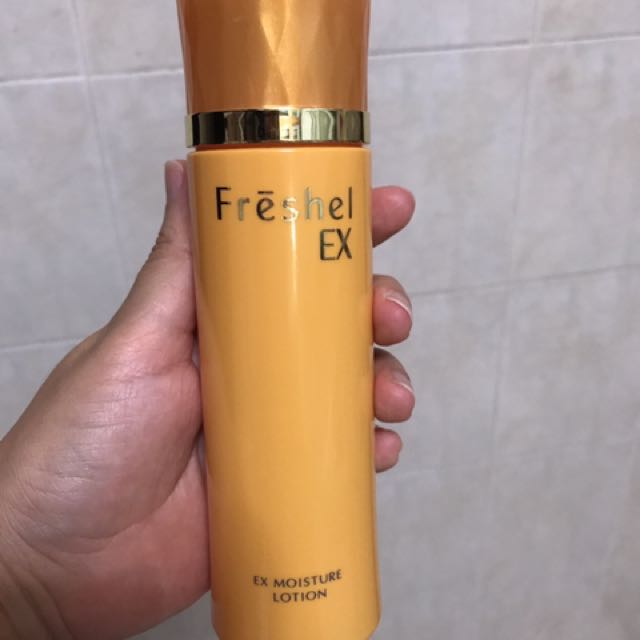 Frēshel
EX
EX MOISTURE
LOTION